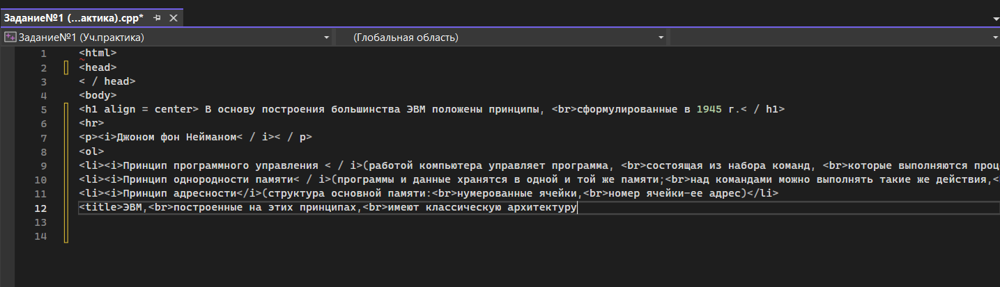 Задание№1 (...актика).cpp*
Задание№1 (Уч.практика) (Глобальная область)
1 <html>
2 <head>
3 < / head>
4 <body>
5 <h1 align = center> В основу построения большинства ЭВМ положены принципы, <br>сформулированные в 1945 г.< / h1>
6 <hr>
7 <p><i>Джоном фон Нейманом< / i>< / p>
8 <ol>
9 <li><i>Принцип программного управления < / i>(работой компьютера управляет программа, <br>состоящая из набора команд, <br>которые выполняются проц
10 <li><i>Принцип однородности памяти< / i>(программы и данные хранятся в одной и той же памяти;<br>над командами можно выполнять такие же действия,<
11 <li><i>Принцип адресности</i>(структура основной памяти:<br>нумерованные ячейки,<br>номер ячейки-ее адрес)</li>
12 <title>ЭВМ,<br>построенные на этих принципах,<br>имеют классическую архитектуру
13
14